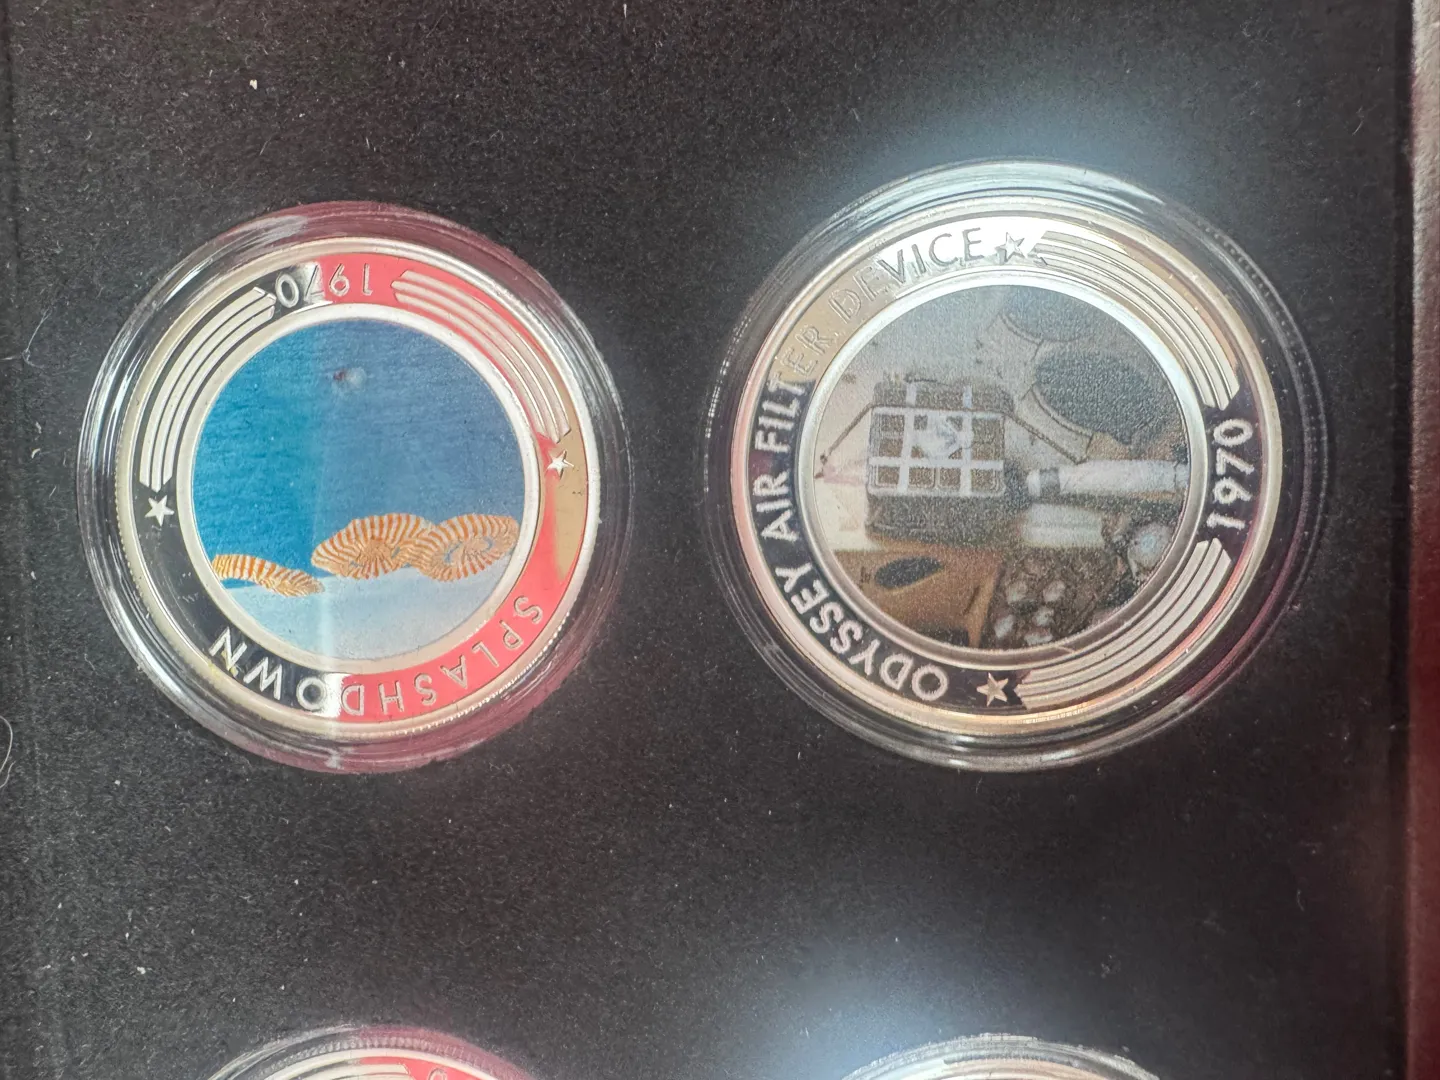 1970
SPLASHDOWN
ODYSSEY AIR FILTER DEVICE
1970